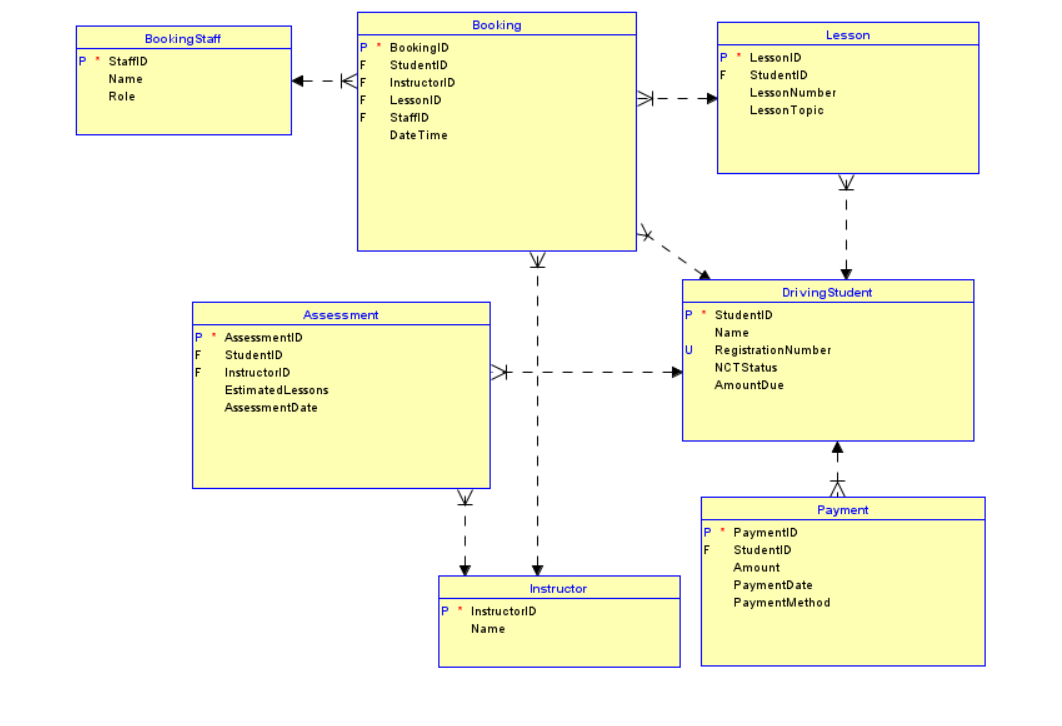 BookingStaff
P * StaffID
Name
Role
Booking
P * BookingID
F StudentID
F InstructorID
F LessonID
F StaffID
DateTime
Lesson
P * LessonID
F StudentID
LessonNumber
LessonTopic
DrivingStudent
P * StudentID
Name
U RegistrationNumber
NCTStatus
AmountDue
Assessment
P * AssessmentID
F StudentID
F InstructorID
EstimatedLessons
AssessmentDate
Payment
P * PaymentID
F StudentID
Amount
PaymentDate
PaymentMethod
Instructor
P * InstructorID
Name